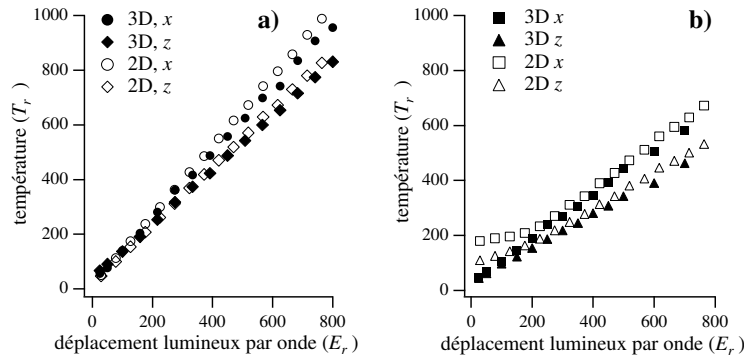 a)
1000
800
600
400
200
0
température (Tr)
3D, x
3D, z
2D, x
2D, z
0 200 400 600 800
déplacement lumineux par onde (Er)
b)
1000
800
600
400
200
0
température (Tr)
3D x
3D z
2D x
2D z
0 200 400 600 800
déplacement lumineux par onde (Er)